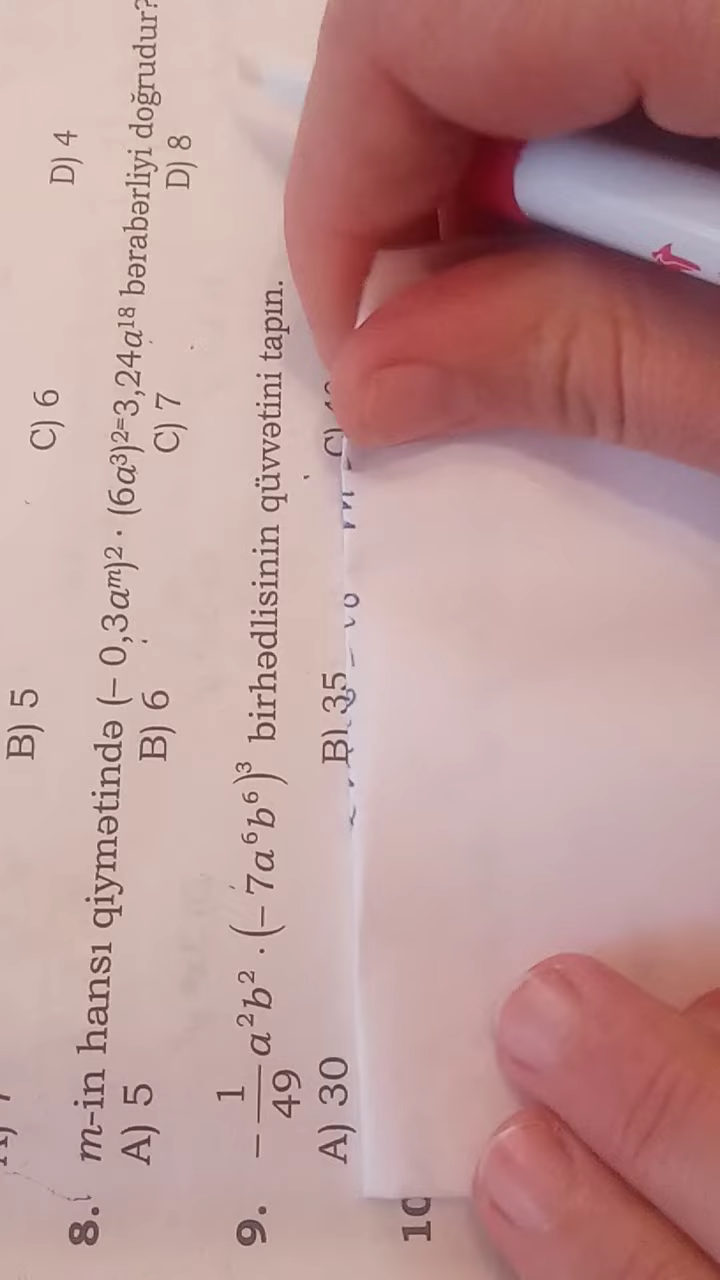 B) 5 C) 6 D) 4
8. m-in hansı qiymətində (– 0,3aᵐ)² · (6a³)²=3,24a¹⁸ bərabərliyi doğrudur?
A) 5 B) 6 C) 7 D) 8
9. –1/49 a²b² · (– 7a⁶b⁶)³ birhədlisinin qüvvətini tapın.
A) 30 B) 35 C)
10